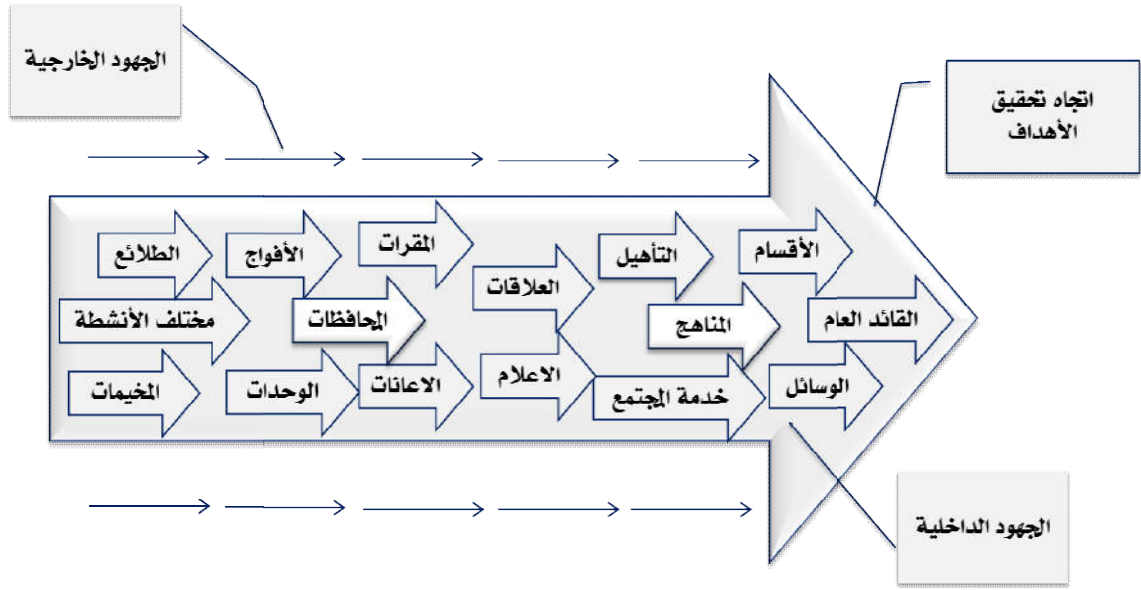 الجهود الخارجية
اتجاه تحقيق
الأهداف
الأقسام
التأهيل
المقرات
الأفواج
الطلائع
العلاقات
القائد العام
المناهج
المحافظات
مختلف الأنشطة
الوسائل
خدمة المجتمع
الاعلام
الاعانات
الوحدات
المخيمات
الجهود الداخلية